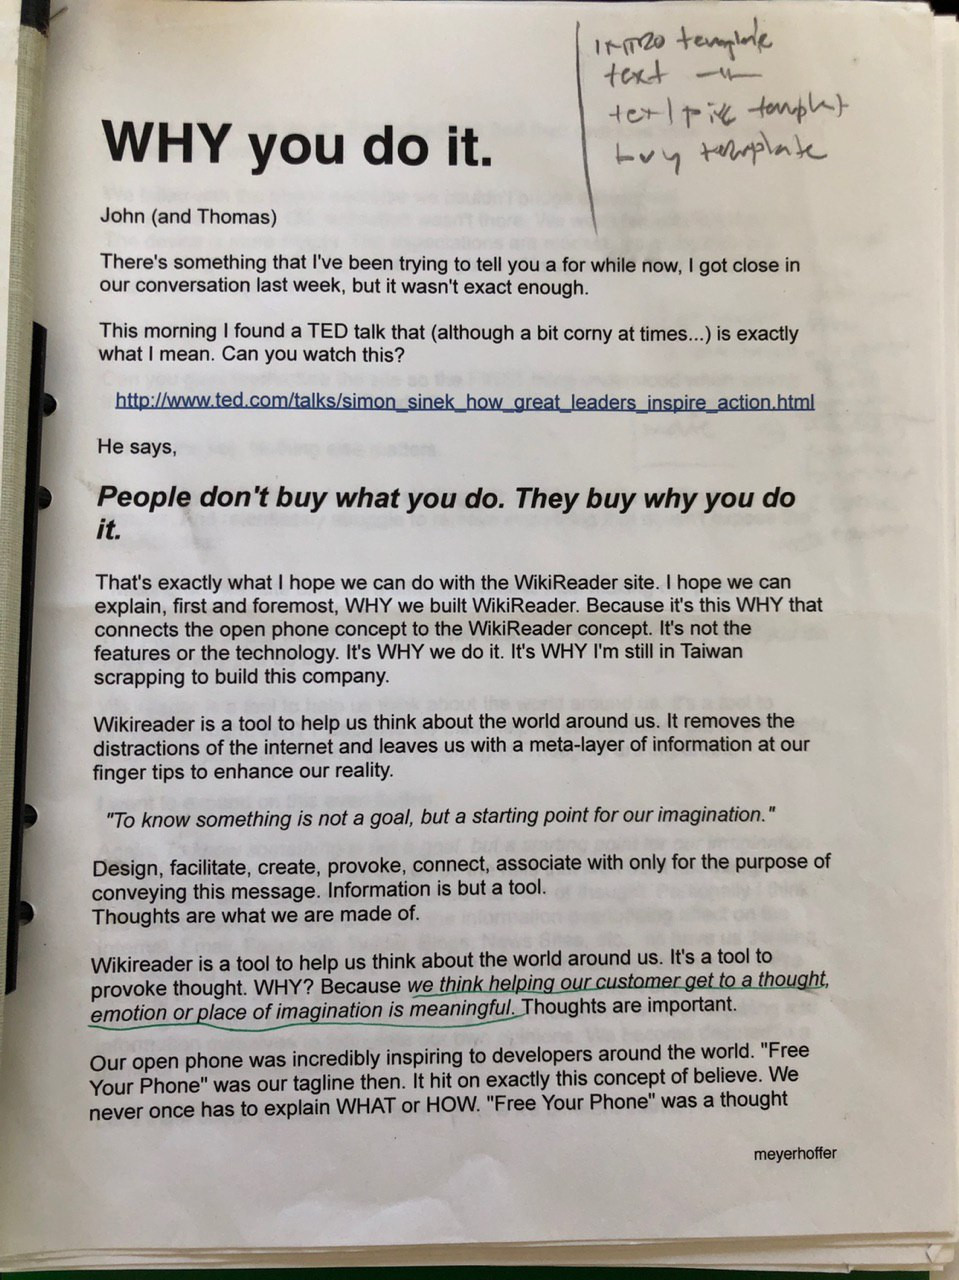 INTRO template
text —〃—
text/pic template
buy template
WHY you do it.
John (and Thomas)
There's something that I've been trying to tell you a for while now, I got close in
our conversation last week, but it wasn't exact enough.
This morning I found a TED talk that (although a bit corny at times...) is exactly
what I mean. Can you watch this?
http://www.ted.com/talks/simon_sinek_how_great_leaders_inspire_action.html
He says,
People don't buy what you do. They buy why you do
it.
That's exactly what I hope we can do with the WikiReader site. I hope we can
explain, first and foremost, WHY we built WikiReader. Because it's this WHY that
connects the open phone concept to the WikiReader concept. It's not the
features or the technology. It's WHY we do it. It's WHY I'm still in Taiwan
scrapping to build this company.
Wikireader is a tool to help us think about the world around us. It removes the
distractions of the internet and leaves us with a meta-layer of information at our
finger tips to enhance our reality.
"To know something is not a goal, but a starting point for our imagination."
Design, facilitate, create, provoke, connect, associate with only for the purpose of
conveying this message. Information is but a tool.
Thoughts are what we are made of.
Wikireader is a tool to help us think about the world around us. It's a tool to
provoke thought. WHY? Because we think helping our customer get to a thought,
emotion or place of imagination is meaningful. Thoughts are important.
Our open phone was incredibly inspiring to developers around the world. "Free
Your Phone" was our tagline then. It hit on exactly this concept of believe. We
never once has to explain WHAT or HOW. "Free Your Phone" was a thought
meyerhoffer